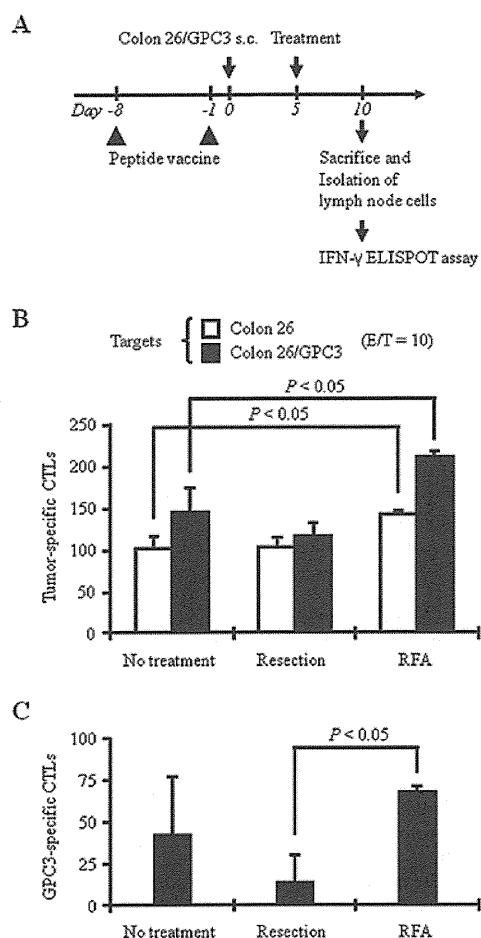 A
Colon 26/GPC3 s.c. Treatment
Day -8 -1 0 5 10
Peptide vaccine
Sacrifice and
Isolation of
lymph node cells
IFN-γ ELISPOT assay
B
Targets
Colon 26
Colon 26/GPC3
(E/T = 10)
P < 0.05
P < 0.05
Tumor-specific CTLs
250
200
150
100
50
0
No treatment Resection RFA
C
P < 0.05
GPC3-specific CTLs
100
75
50
25
0
No treatment Resection RFA